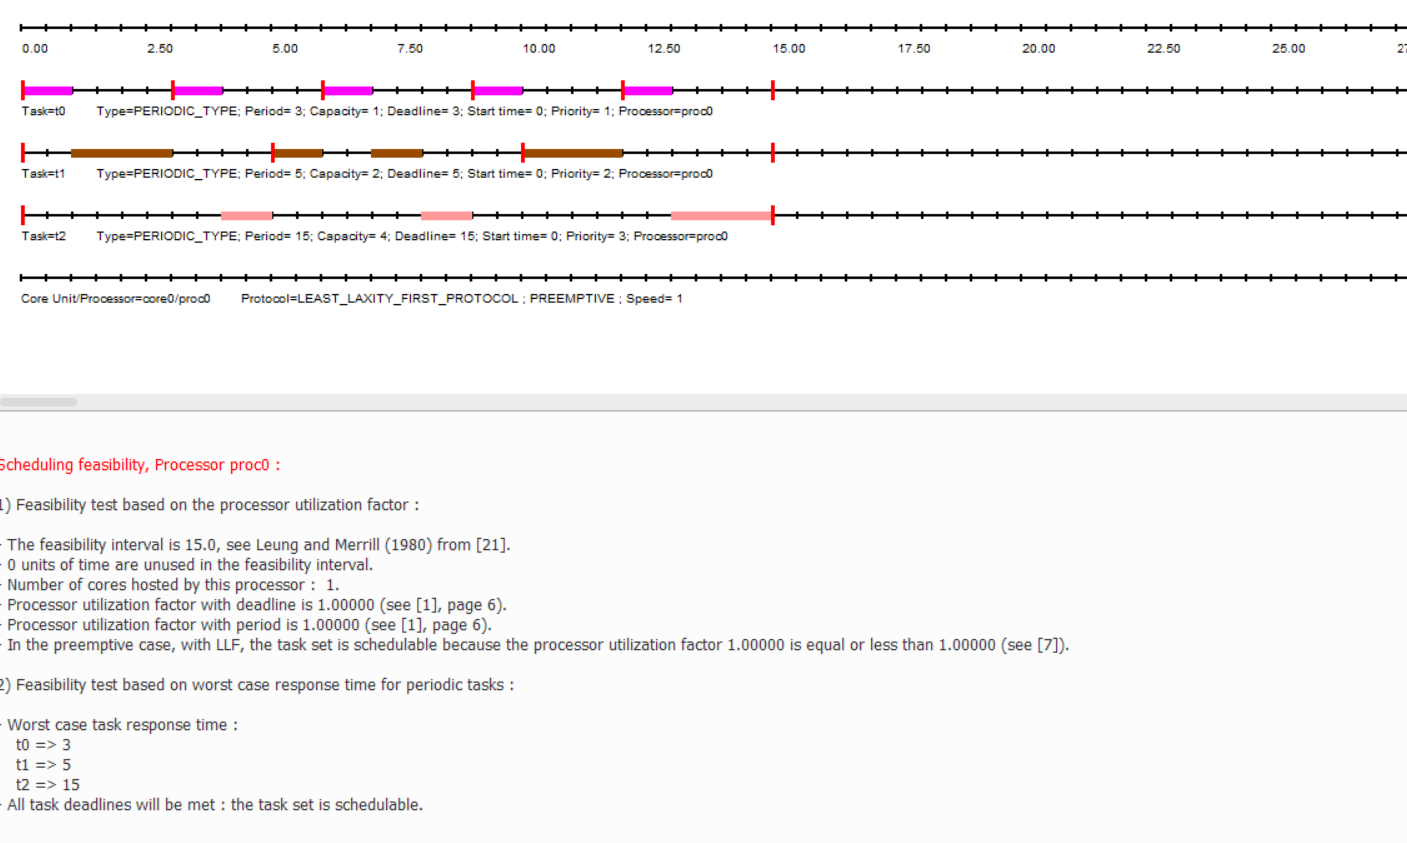 0.00 2.50 5.00 7.50 10.00 12.50 15.00 17.50 20.00 22.50 25.00 27
Task=t0 Type=PERIODIC_TYPE; Period= 3; Capacity= 1; Deadline= 3; Start time= 0; Priority= 1; Processor=proc0
Task=t1 Type=PERIODIC_TYPE; Period= 5; Capacity= 2; Deadline= 5; Start time= 0; Priority= 2; Processor=proc0
Task=t2 Type=PERIODIC_TYPE; Period= 15; Capacity= 4; Deadline= 15; Start time= 0; Priority= 3; Processor=proc0
Core Unit/Processor=core0/proc0 Protocol=LEAST_LAXITY_FIRST_PROTOCOL ; PREEMPTIVE ; Speed= 1
Scheduling feasibility, Processor proc0 :
1) Feasibility test based on the processor utilization factor :
- The feasibility interval is 15.0, see Leung and Merrill (1980) from [21].
- 0 units of time are unused in the feasibility interval.
- Number of cores hosted by this processor : 1.
- Processor utilization factor with deadline is 1.00000 (see [1], page 6).
- Processor utilization factor with period is 1.00000 (see [1], page 6).
- In the preemptive case, with LLF, the task set is schedulable because the processor utilization factor 1.00000 is equal or less than 1.00000 (see [7]).
2) Feasibility test based on worst case response time for periodic tasks :
- Worst case task response time :
t0 => 3
t1 => 5
t2 => 15
- All task deadlines will be met : the task set is schedulable.